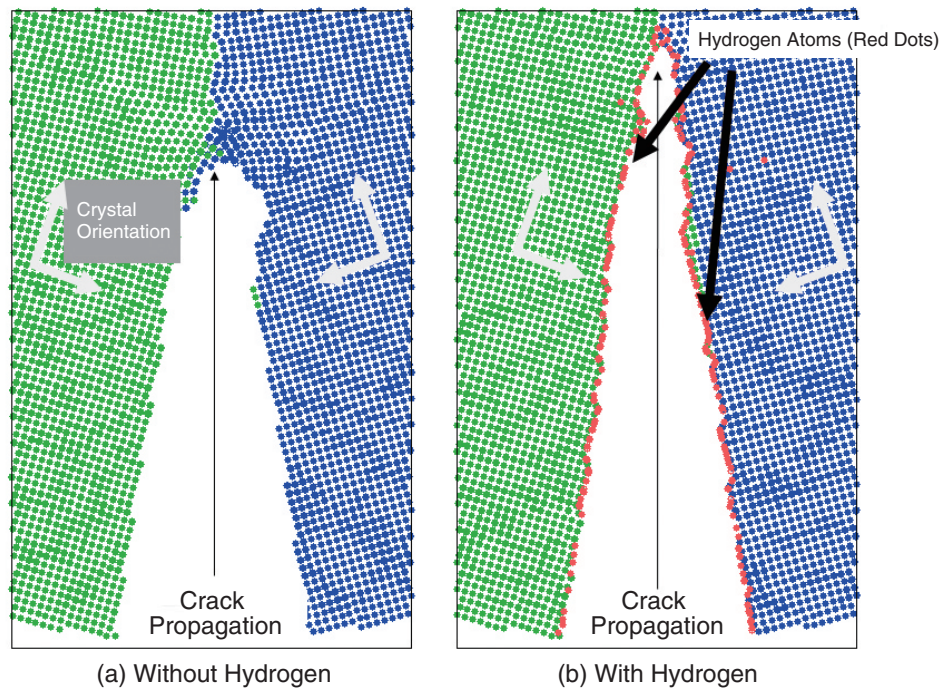 Hydrogen Atoms (Red Dots)
Crystal
Orientation
Crack
Propagation
Crack
Propagation
(a) Without Hydrogen
(b) With Hydrogen